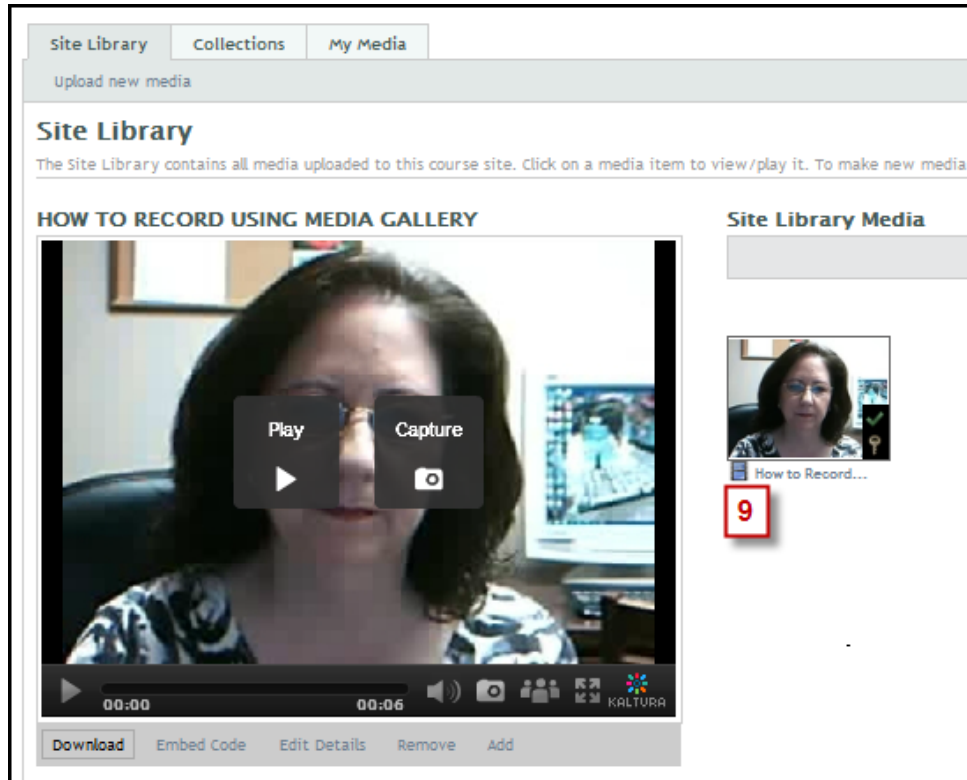 Site Library Collections My Media
Upload new media
Site Library
The Site Library contains all media uploaded to this course site. Click on a media item to view/play it. To make new media
HOW TO RECORD USING MEDIA GALLERY
Site Library Media
Play Capture
How to Record...
9
00:00 00:06 KALTURA
Download Embed Code Edit Details Remove Add